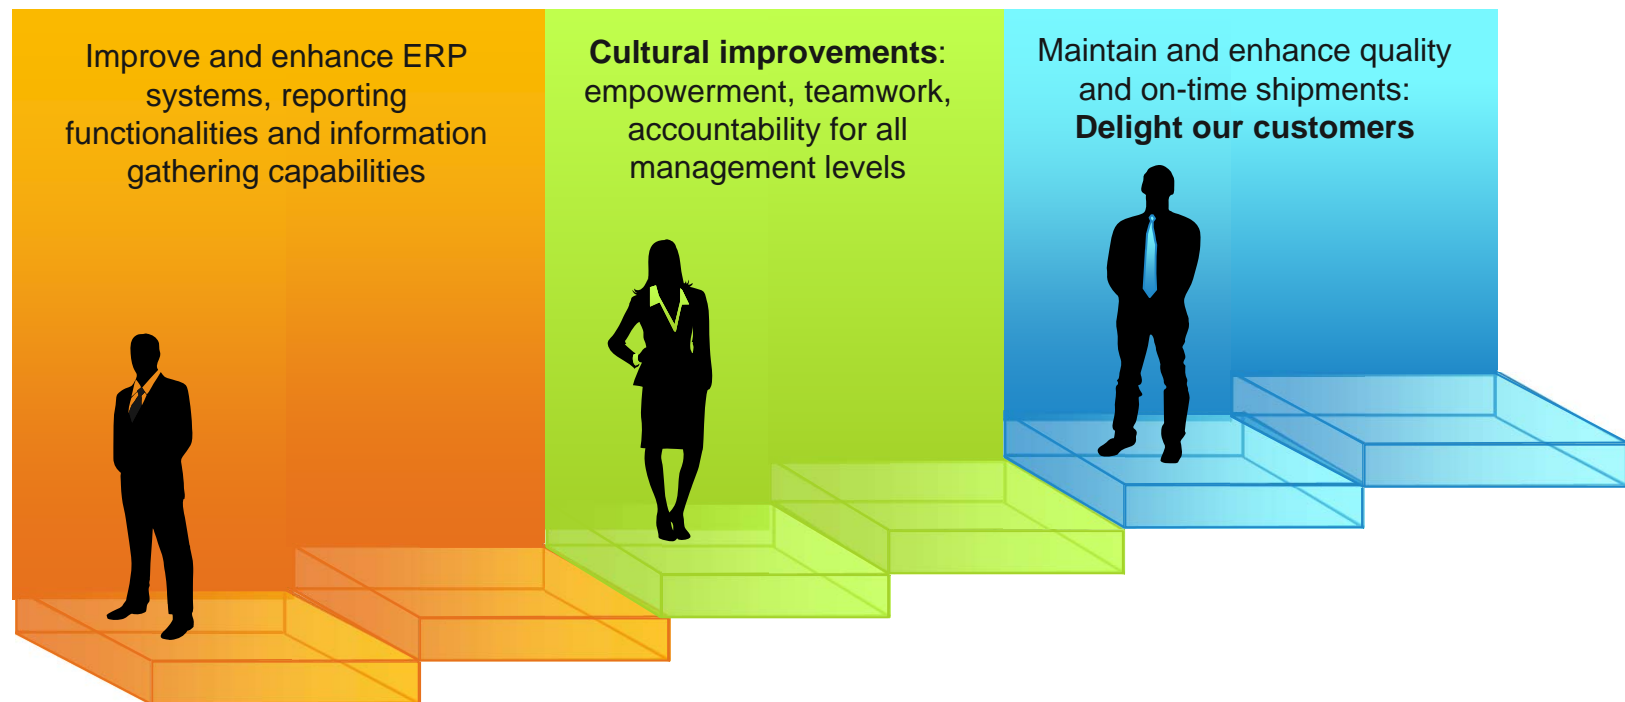 Improve and enhance ERP
systems, reporting
functionalities and information
gathering capabilities
Cultural improvements:
empowerment, teamwork,
accountability for all
management levels
Maintain and enhance quality
and on-time shipments:
Delight our customers